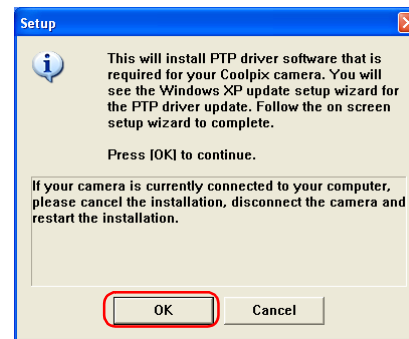 Setup
This will install PTP driver software that is
required for your Coolpix camera. You will
see the Windows XP update setup wizard for
the PTP driver update. Follow the on screen
setup wizard to complete.
Press [OK] to continue.
If your camera is currently connected to your computer,
please cancel the installation, disconnect the camera and
restart the installation.
OK Cancel